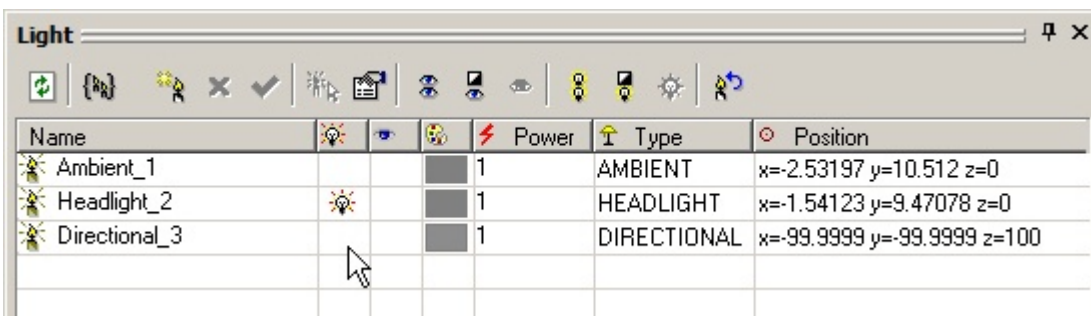 Light
Name Power Type Position
Ambient_1 1 AMBIENT x=-2.53197 y=10.512 z=0
Headlight_2 1 HEADLIGHT x=-1.54123 y=9.47078 z=0
Directional_3 1 DIRECTIONAL x=-99.9999 y=-99.9999 z=100